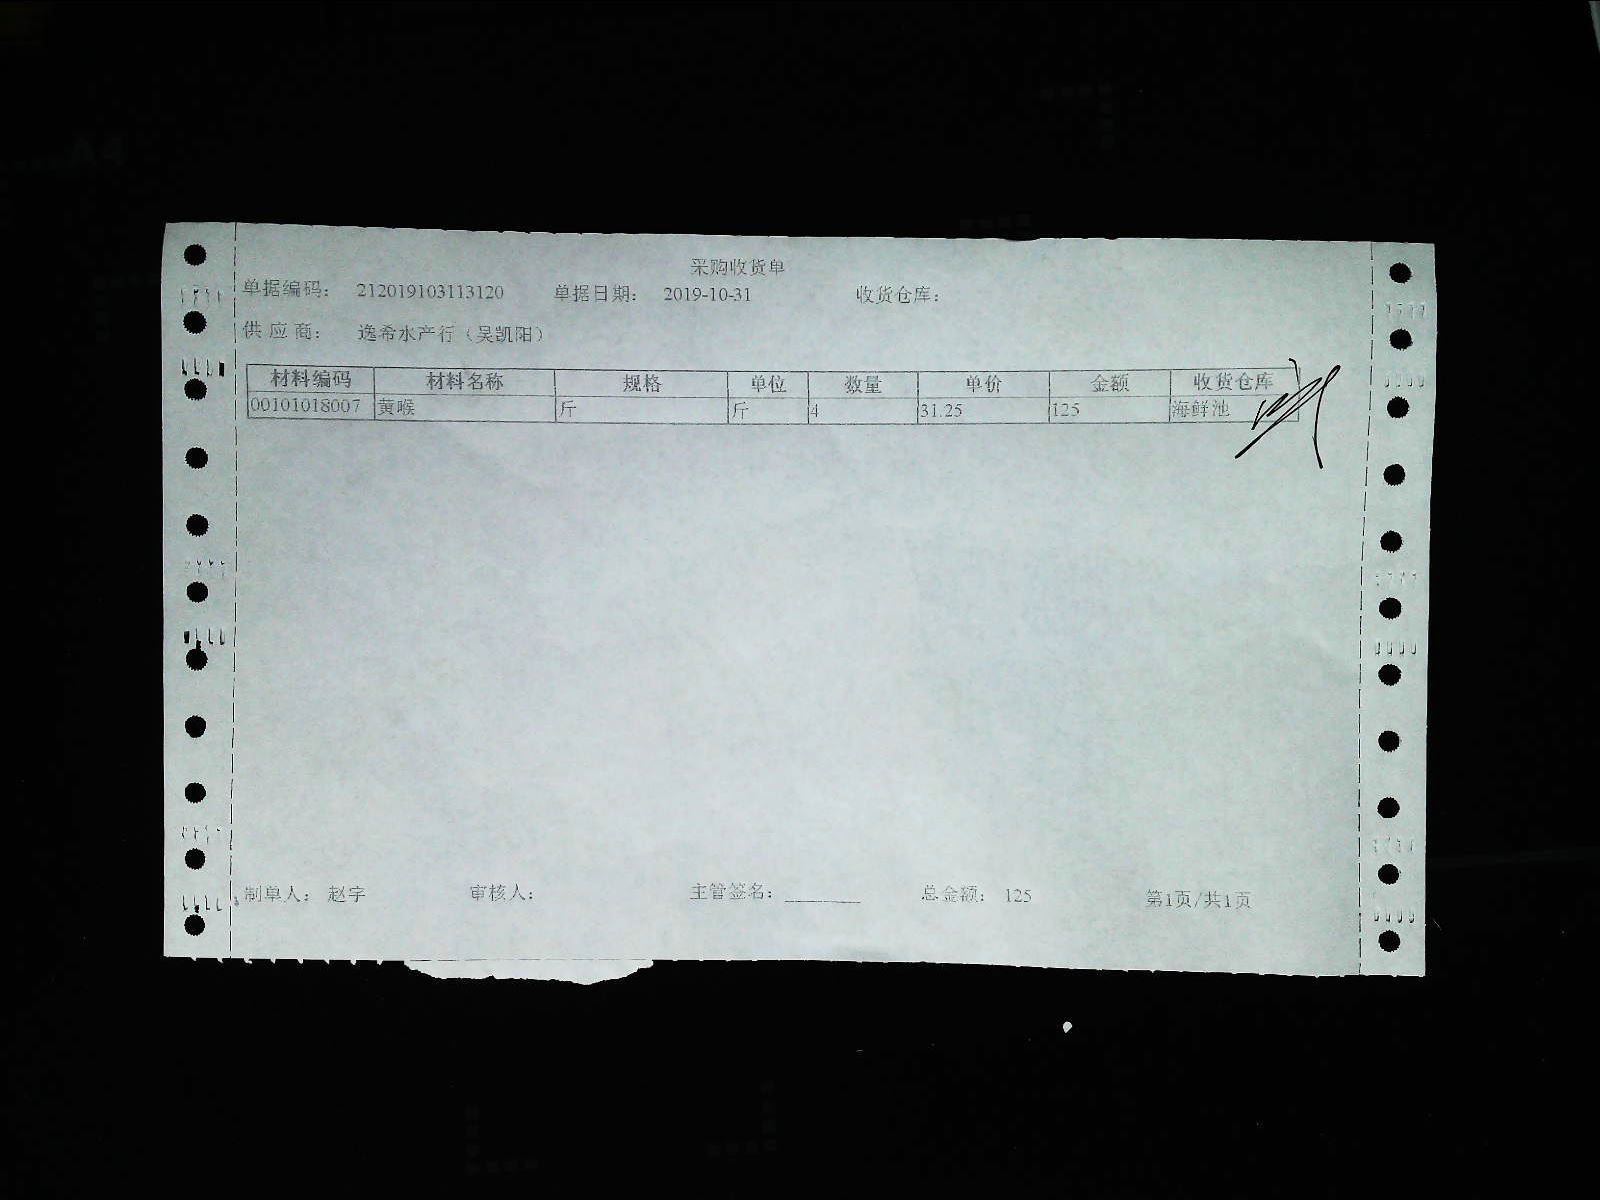 采购收货单
单据编码： 212019103113120 单据日期： 2019-10-31 收货仓库：
供应商： 逸希水产行（吴凯阳）
材料编码 材料名称 规格 单位 数量 单价 金额 收货仓库
00101018007 黄喉 斤 斤 4 31.25 125 海鲜池
制单人： 赵字 审核人： 主管签名： 总金额： 125 第1页/共1页